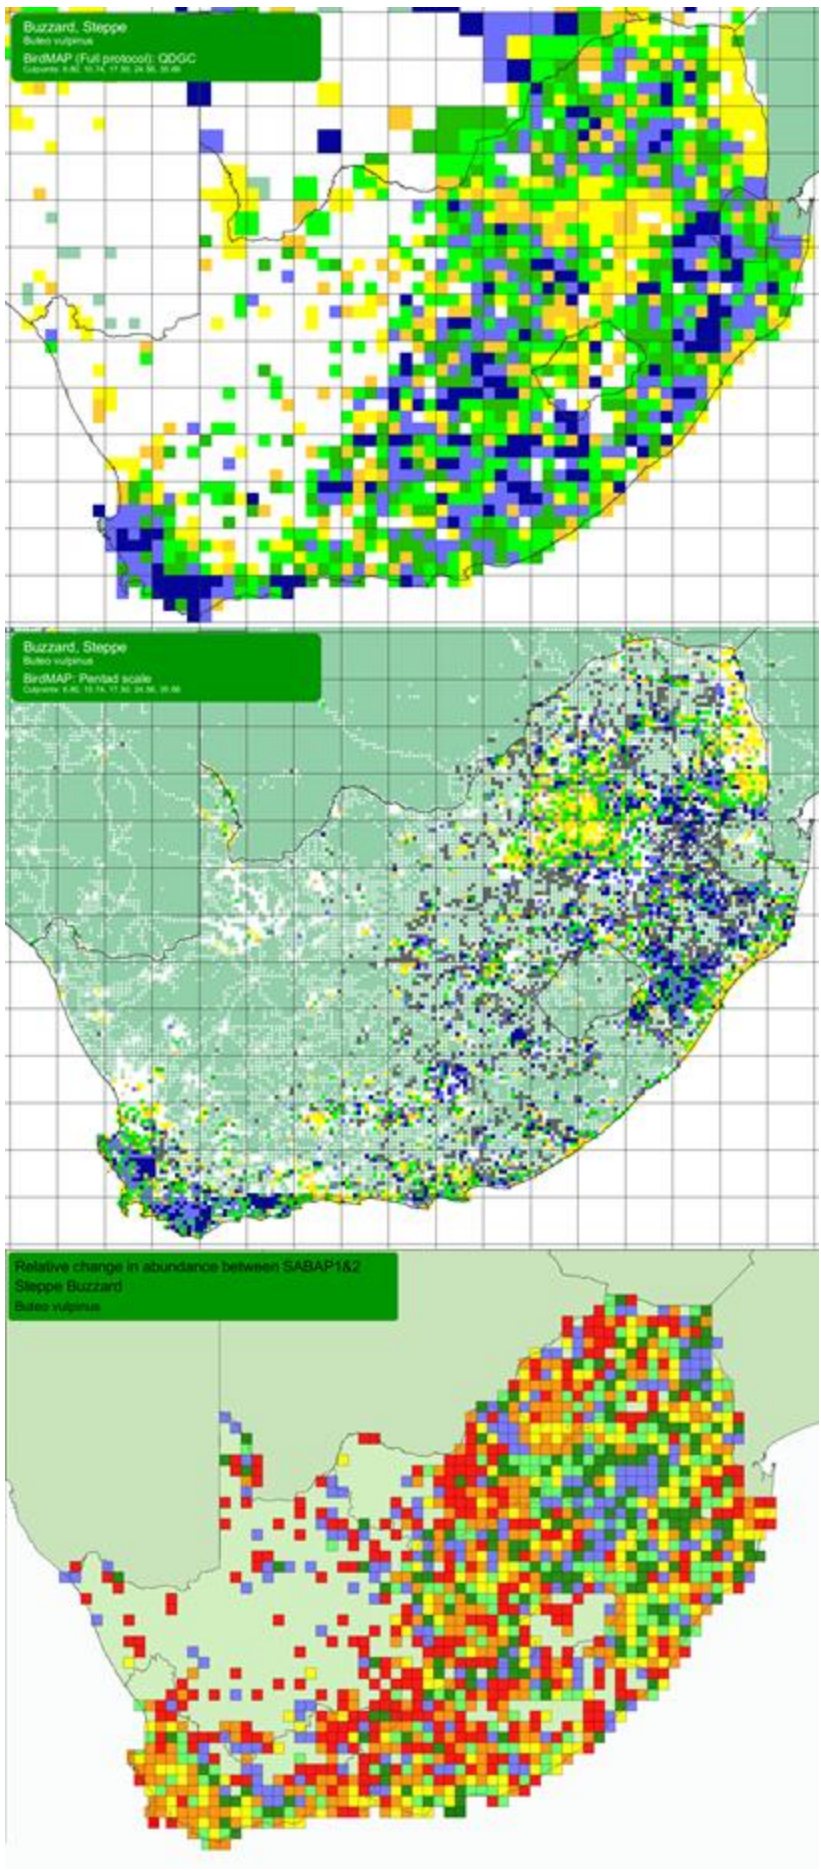 Buzzard, Steppe
Buteo vulpinus
BirdMAP (Full protocol): QDGC
Buzzard, Steppe
Buteo vulpinus
BirdMAP: Pentad scale
Relative change in abundance between SABAP1&2
Steppe Buzzard
Buteo vulpinus